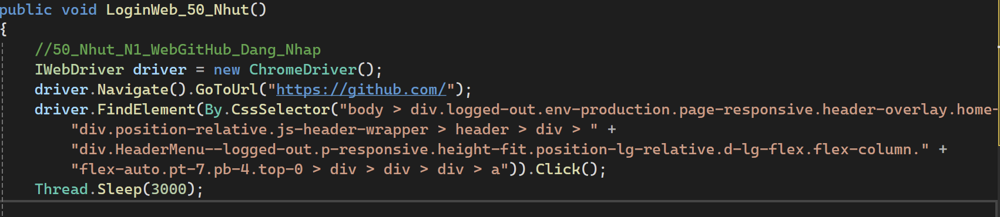 public void LoginWeb_50_Nhut()
{
//50_Nhut_N1_WebGitHub_Dang_Nhap
IWebDriver driver = new ChromeDriver();
driver.Navigate().GoToUrl("https://github.com/");
driver.FindElement(By.CssSelector("body > div.logged-out.env-production.page-responsive.header-overlay.home-
"div.position-relative.js-header-wrapper > header > div > " +
"div.HeaderMenu--logged-out.p-responsive.height-fit.position-lg-relative.d-lg-flex.flex-column." +
"flex-auto.pt-7.pb-4.top-0 > div > div > div > a")).Click();
Thread.Sleep(3000);